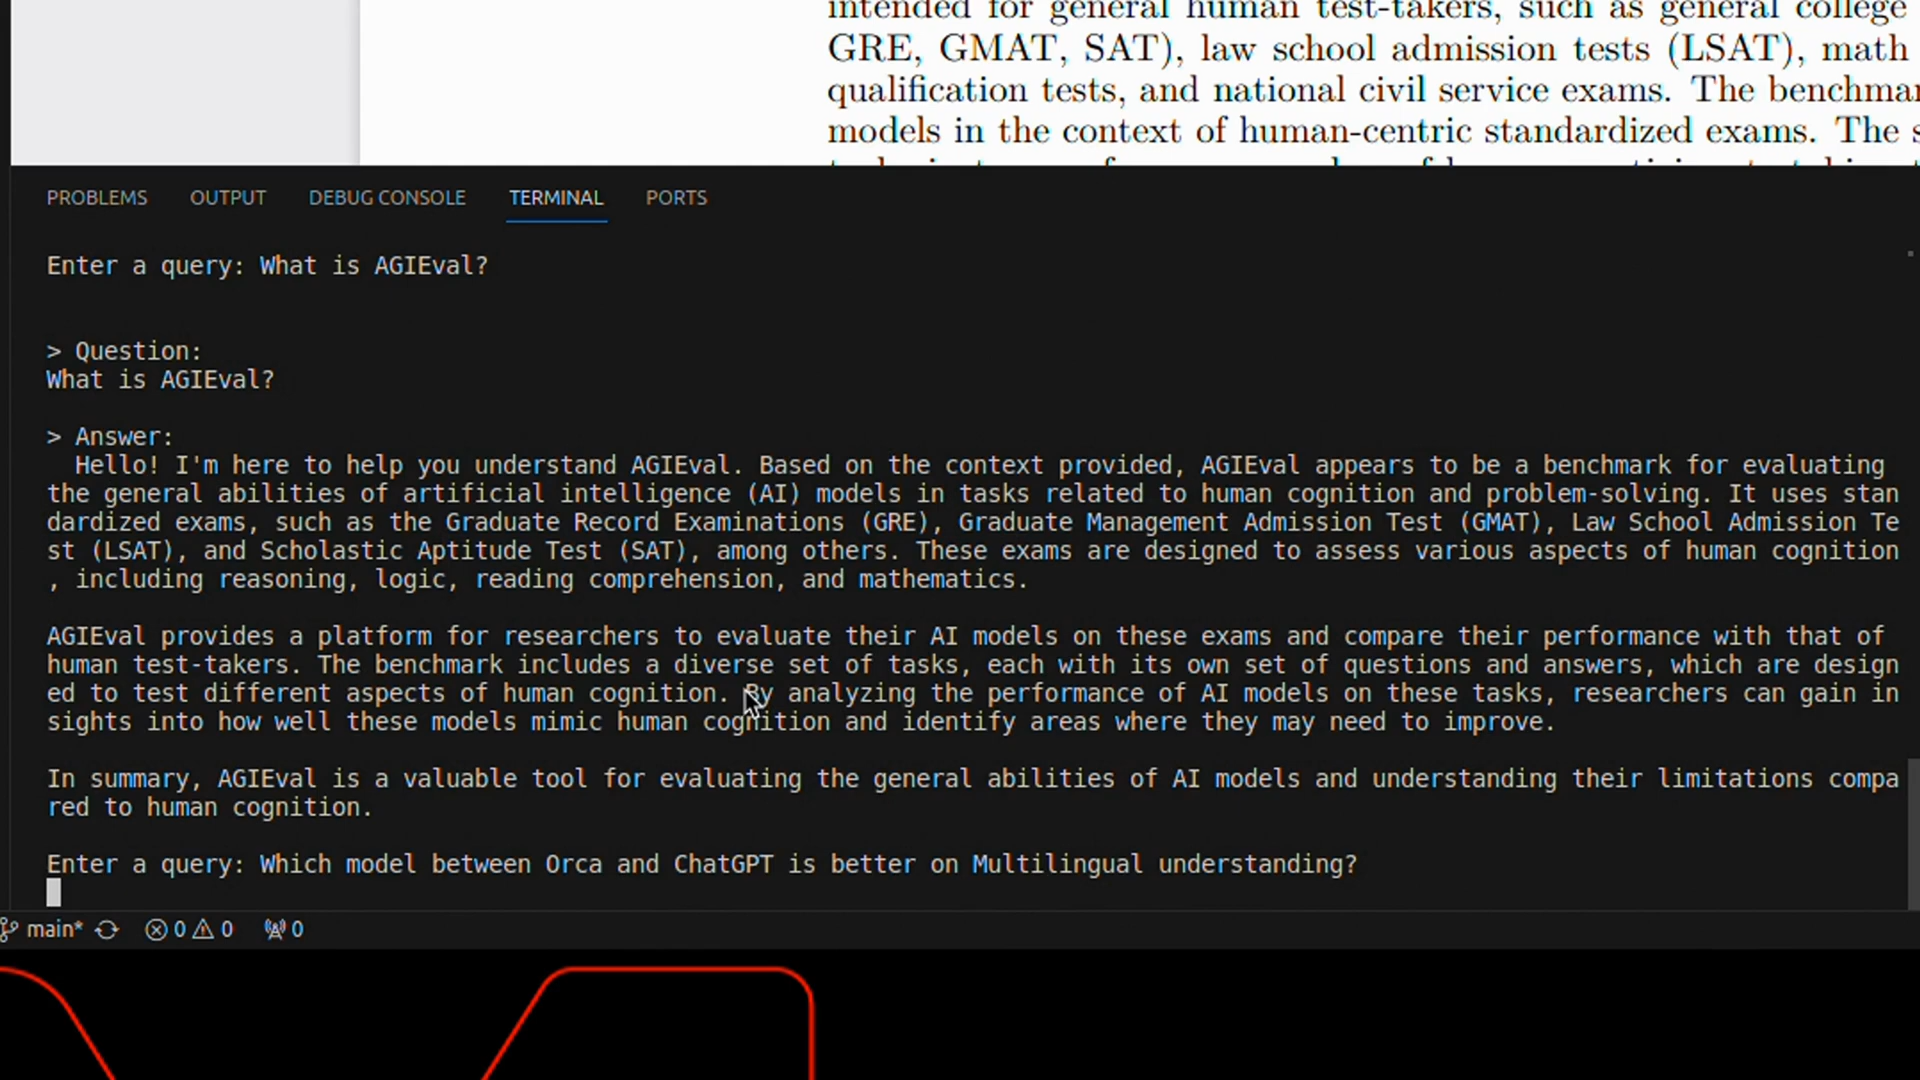 intended for general human test-takers, such as general college
GRE, GMAT, SAT), law school admission tests (LSAT), math
qualification tests, and national civil service exams. The
models in the context of human-centric standardized exams. The
PROBLEMS OUTPUT DEBUG CONSOLE TERMINAL PORTS
Enter a query: What is AGIEval?
> Question:
What is AGIEval?
> Answer:
Hello! I'm here to help you understand AGIEval. Based on the context provided, AGIEval appears to be a benchmark for evaluating
the general abilities of artificial intelligence (AI) models in tasks related to human cognition and problem-solving. It uses stan
dardized exams, such as the Graduate Record Examinations (GRE), Graduate Management Admission Test (GMAT), Law School Admission Te
st (LSAT), and Scholastic Aptitude Test (SAT), among others. These exams are designed to assess various aspects of human cognition
, including reasoning, logic, reading comprehension, and mathematics.
AGIEval provides a platform for researchers to evaluate their AI models on these exams and compare their performance with that of
human test-takers. The benchmark includes a diverse set of tasks, each with its own set of questions and answers, which are design
ed to test different aspects of human cognition. By analyzing the performance of AI models on these tasks, researchers can gain in
sights into how well these models mimic human cognition and identify areas where they may need to improve.
In summary, AGIEval is a valuable tool for evaluating the general abilities of AI models and understanding their limitations compa
red to human cognition.
Enter a query: Which model between Orca and ChatGPT is better on Multilingual understanding?
main* 0 0 0